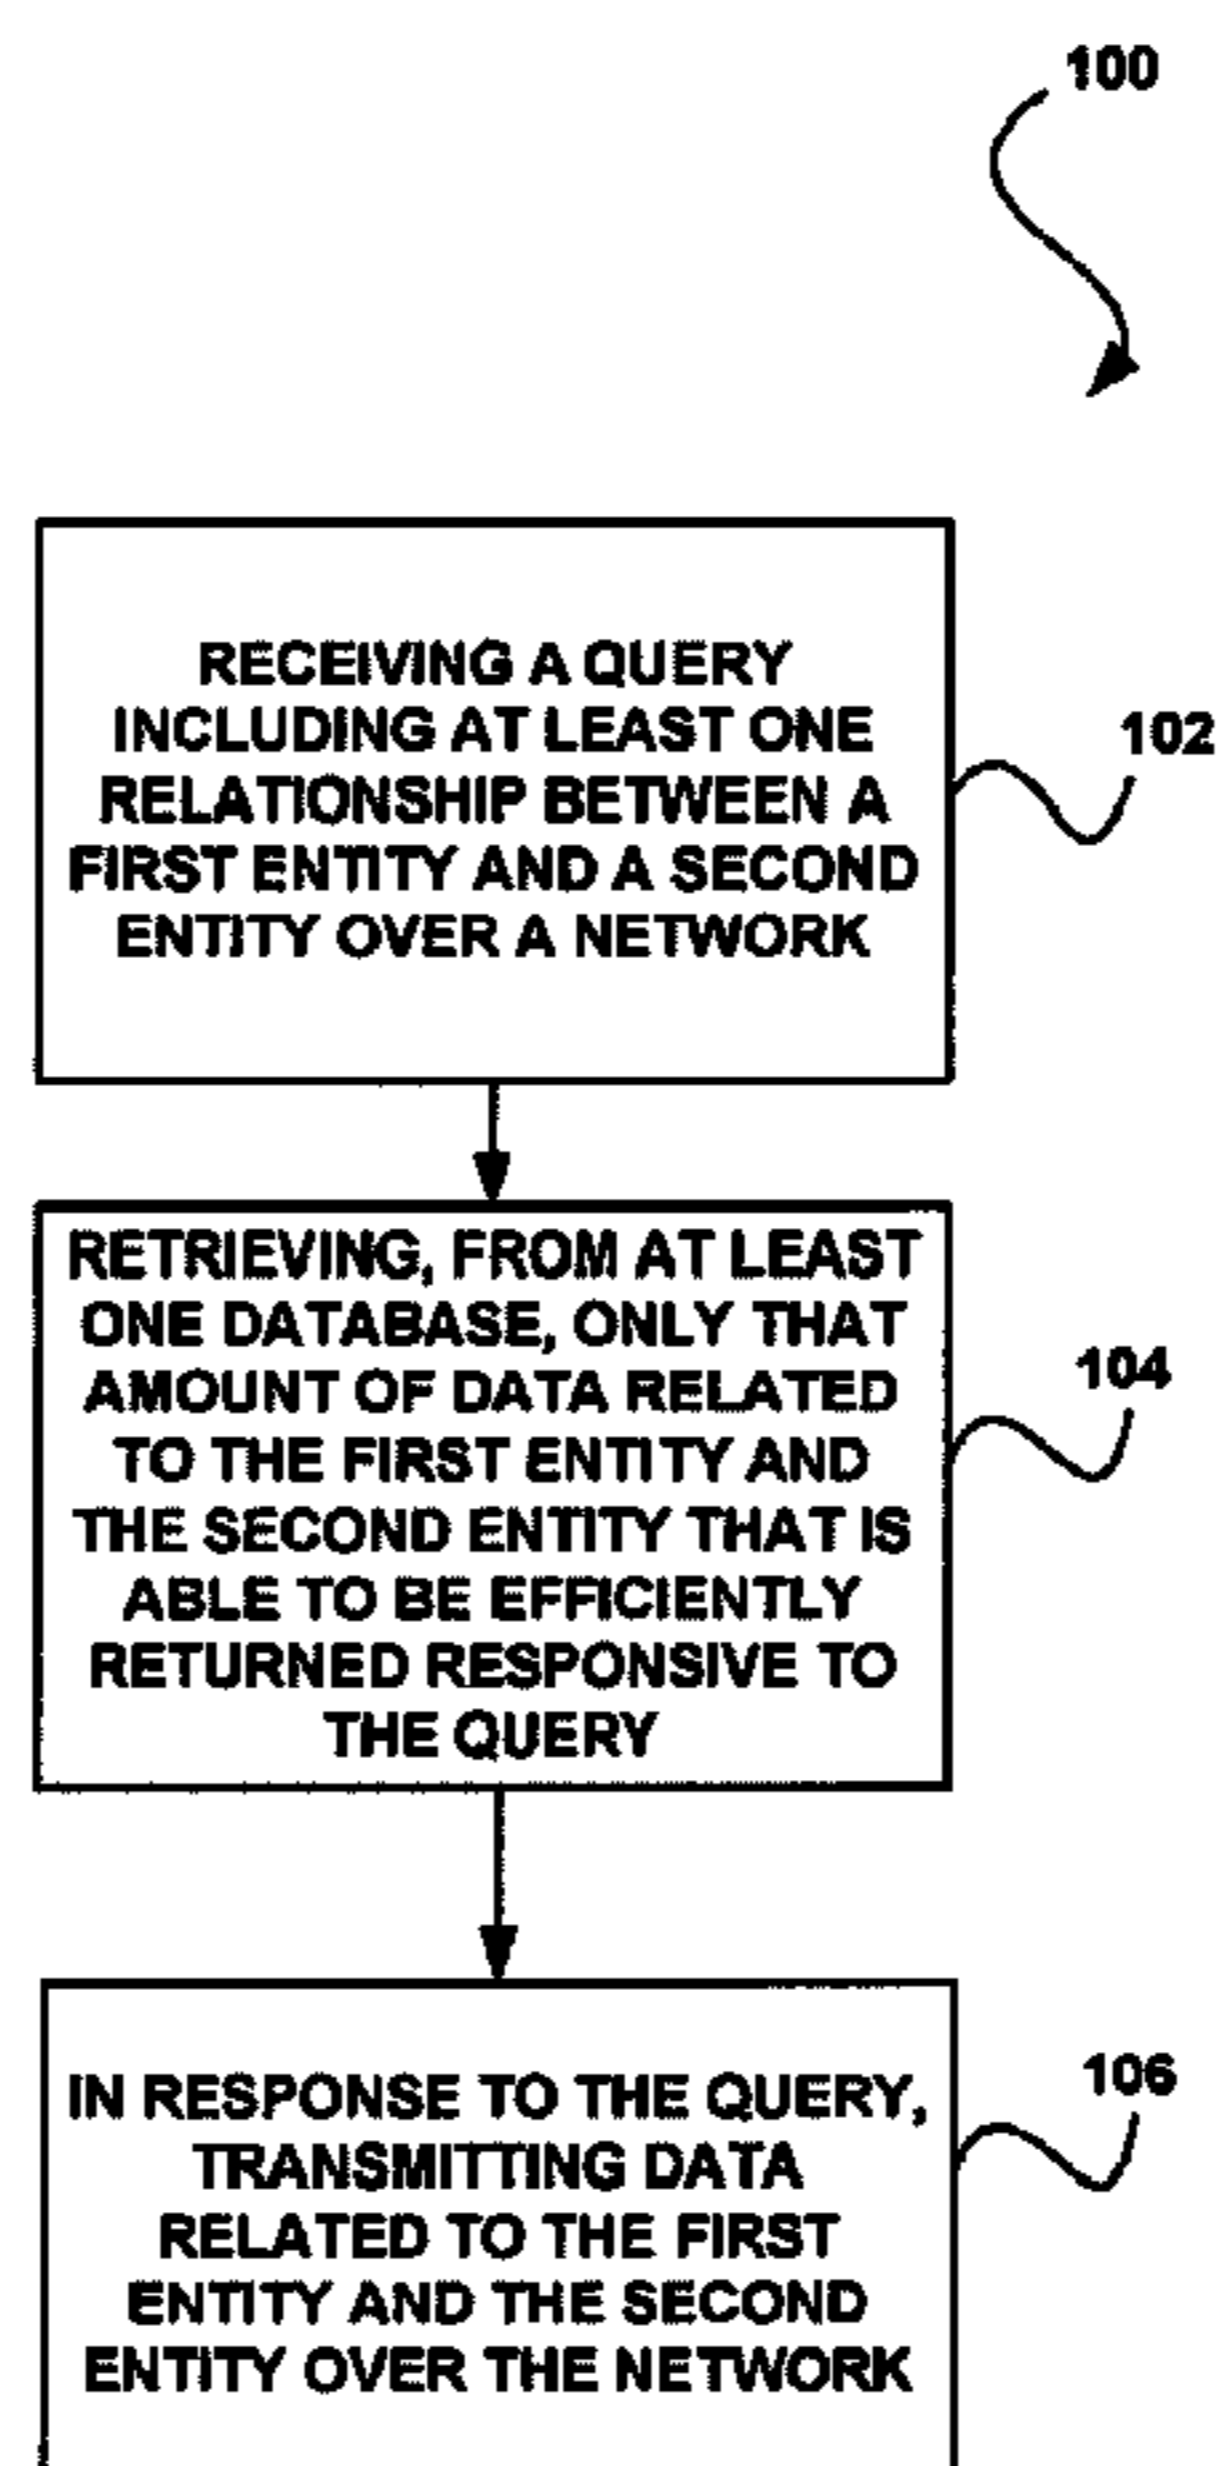 100
RECEIVING A QUERY
INCLUDING AT LEAST ONE
RELATIONSHIP BETWEEN A
FIRST ENTITY AND A SECOND
ENTITY OVER A NETWORK
102
RETRIEVING, FROM AT LEAST
ONE DATABASE, ONLY THAT
AMOUNT OF DATA RELATED
TO THE FIRST ENTITY AND
THE SECOND ENTITY THAT IS
ABLE TO BE EFFICIENTLY
RETURNED RESPONSIVE TO
THE QUERY
104
IN RESPONSE TO THE QUERY,
TRANSMITTING DATA
RELATED TO THE FIRST
ENTITY AND THE SECOND
ENTITY OVER THE NETWORK
106